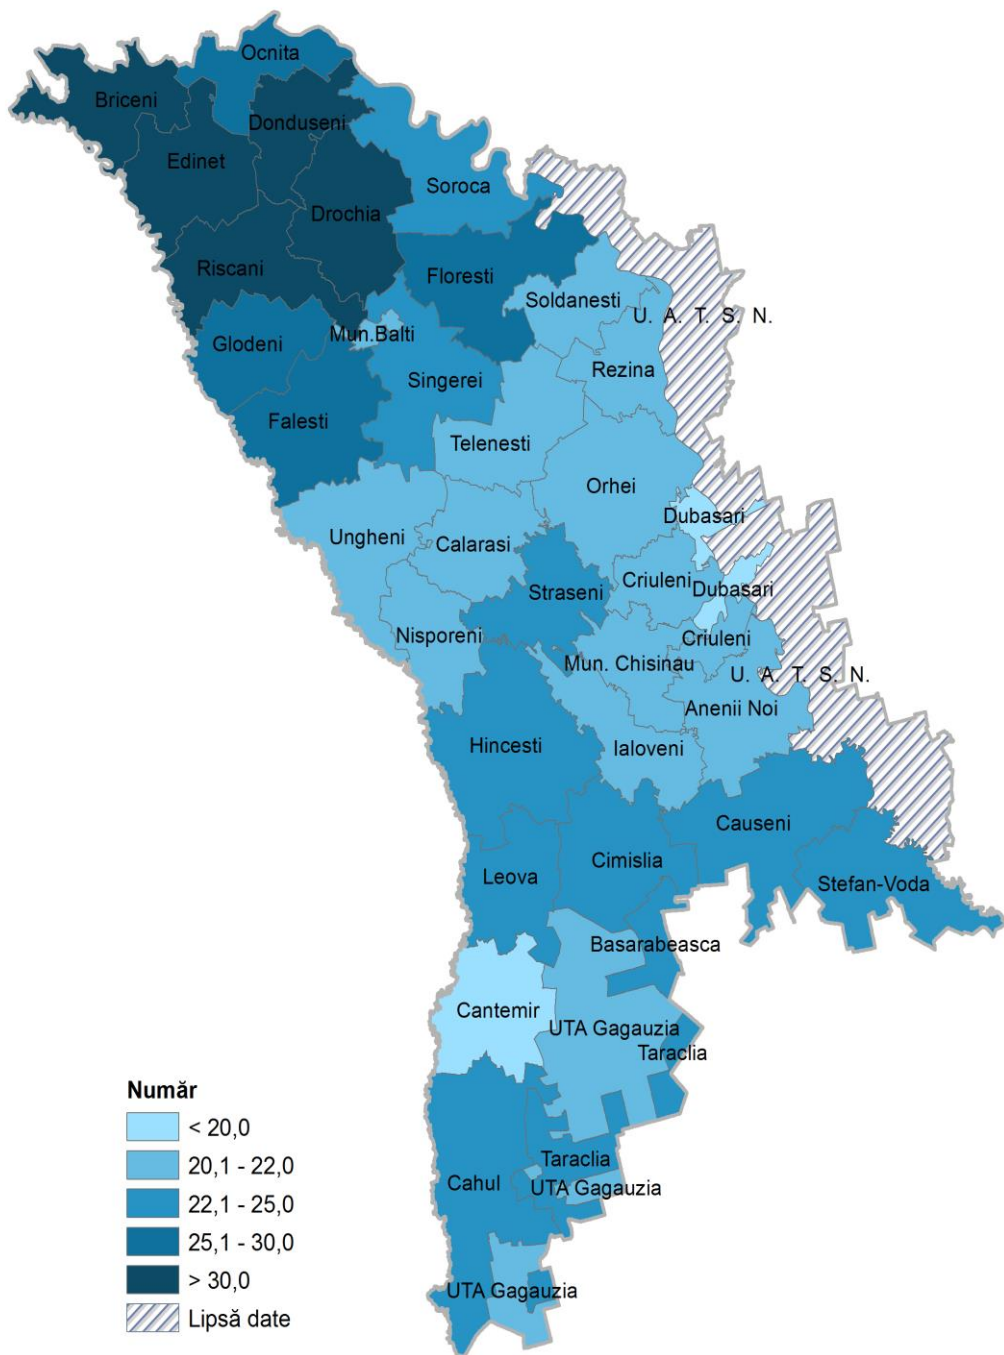 Ocnita
Briceni
Donduseni
Edinet
Soroca
Drochia
Riscani
Floresti
Soldanesti
U. A. T. S. N.
Mun.Balti
Glodeni
Rezina
Singerei
Falesti
Telenesti
Orhei
Dubasari
Ungheni
Calarasi
Criuleni
Dubasari
Straseni
Nisporeni
Criuleni
Mun. Chisinau
U. A. T. S. N.
Anenii Noi
Hincesti
Ialoveni
Causeni
Cimislia
Leova
Stefan-Voda
Basarabeasca
Cantemir
UTA Gagauzia
Taraclia
Număr
< 20,0
20,1 - 22,0
22,1 - 25,0
25,1 - 30,0
> 30,0
Lipsă date
Taraclia
Cahul
UTA Gagauzia
UTA Gagauzia